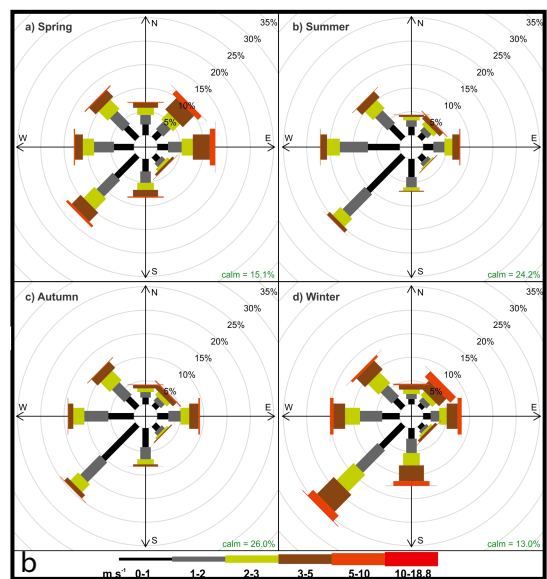 a) Spring
N
35%
30%
25%
20%
15%
10%
5%
W
E
S
calm = 15.1%
b) Summer
N
35%
30%
25%
20%
15%
10%
5%
W
E
S
calm = 24.2%
c) Autumn
N
35%
30%
25%
20%
15%
10%
5%
W
E
S
calm = 26.0%
d) Winter
N
35%
30%
25%
20%
15%
10%
5%
W
E
S
calm = 13.0%
b
m s⁻¹ 0-1 1-2 2-3 3-5 5-10 10-18.8